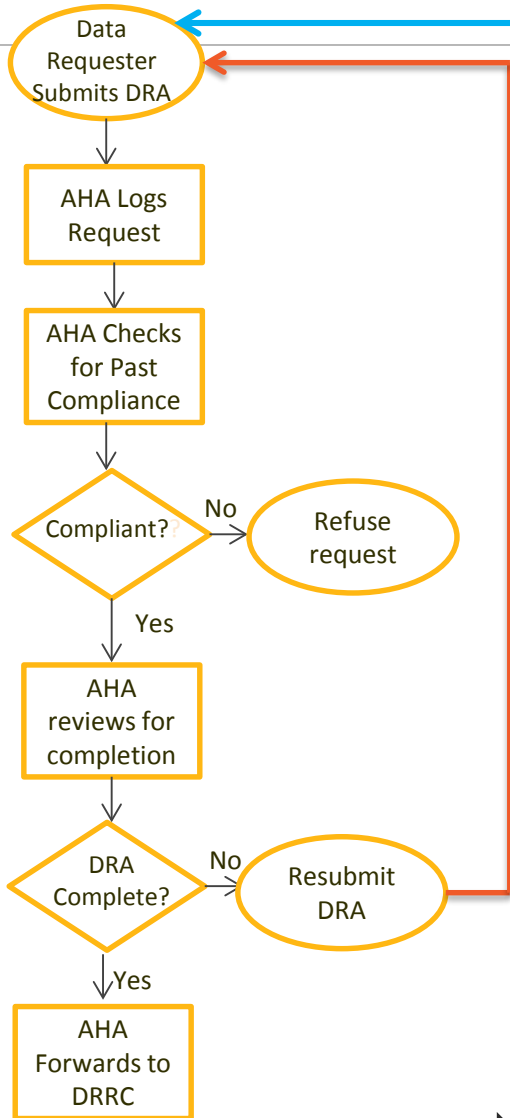 Data
Requester
Submits DRA
AHA Logs
Request
AHA Checks
for Past
Compliance
Compliant??
No
Refuse
request
Yes
AHA
reviews for
completion
DRA
Complete?
No
Resubmit
DRA
Yes
AHA
Forwards to
DRRC